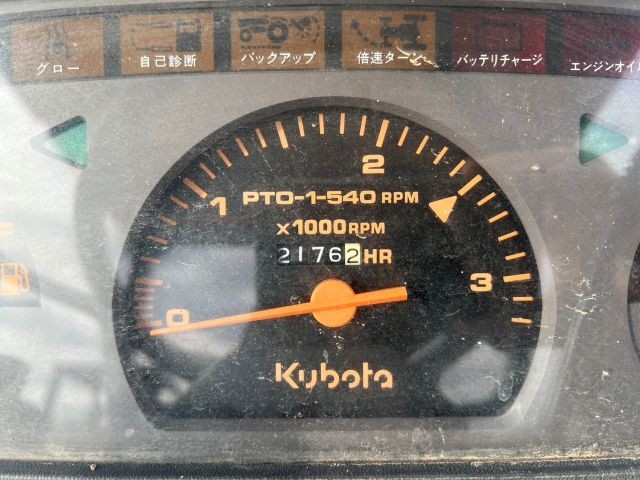 グロー 自己診断 バックアップ 倍速ターン バッテリチャージ エンジンオイル
2
1 PTO-1-540 RPM
x1000RPM
21762 HR
3
0
Kubota